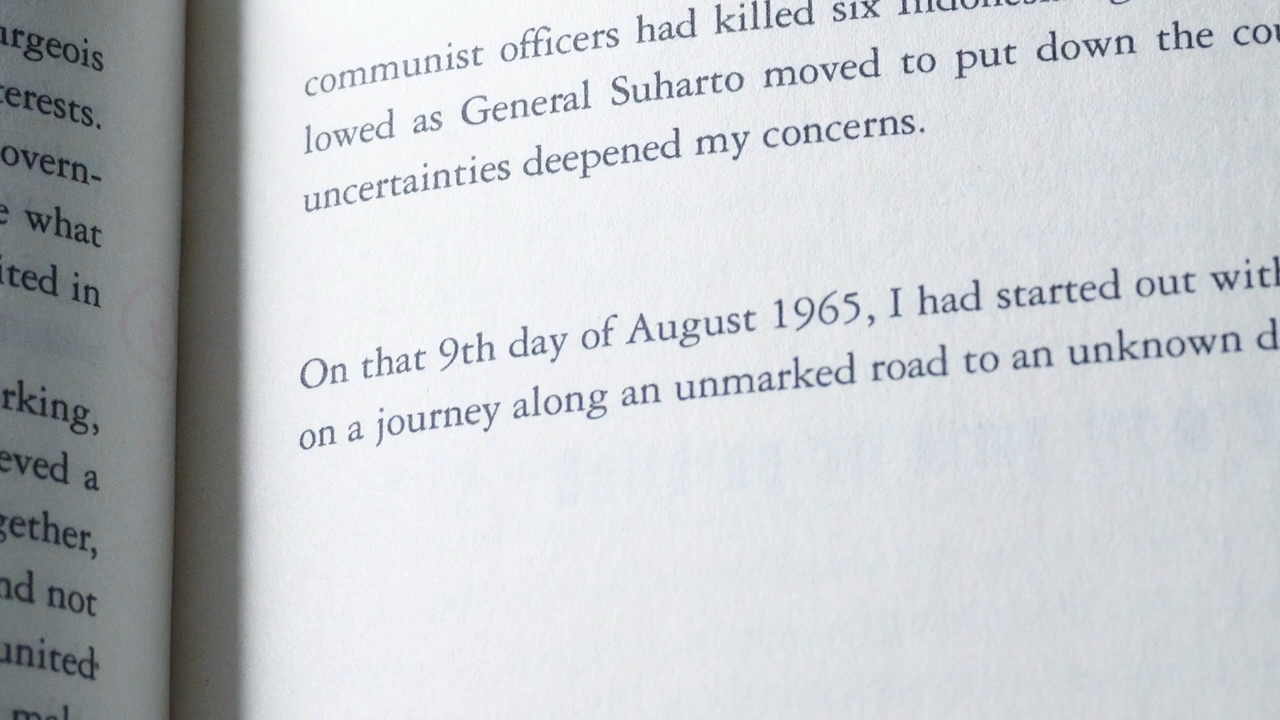 urgeois
erests.
overn-
what
ited in
rking,
eved a
gether,
nd not
united
communist officers had killed six
lowed as General Suharto moved to put down the cou
uncertainties deepened my concerns.
On that 9th day of August 1965, I had started out with
on a journey along an unmarked road to an unknown d